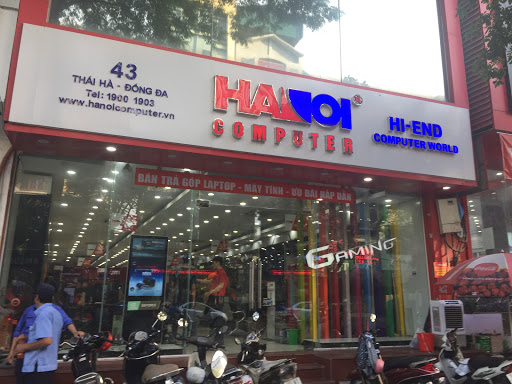 43
THÁI HÀ - ĐỐNG ĐA
Tel: 1900 1903
www.hanoicomputer.vn
HANOI
COMPUTER
HI-END
COMPUTER WORLD
BÁN TRẢ GÓP LAPTOP - MÁY TÍNH - ƯU ĐÃI HẤP DẪN
GAMING